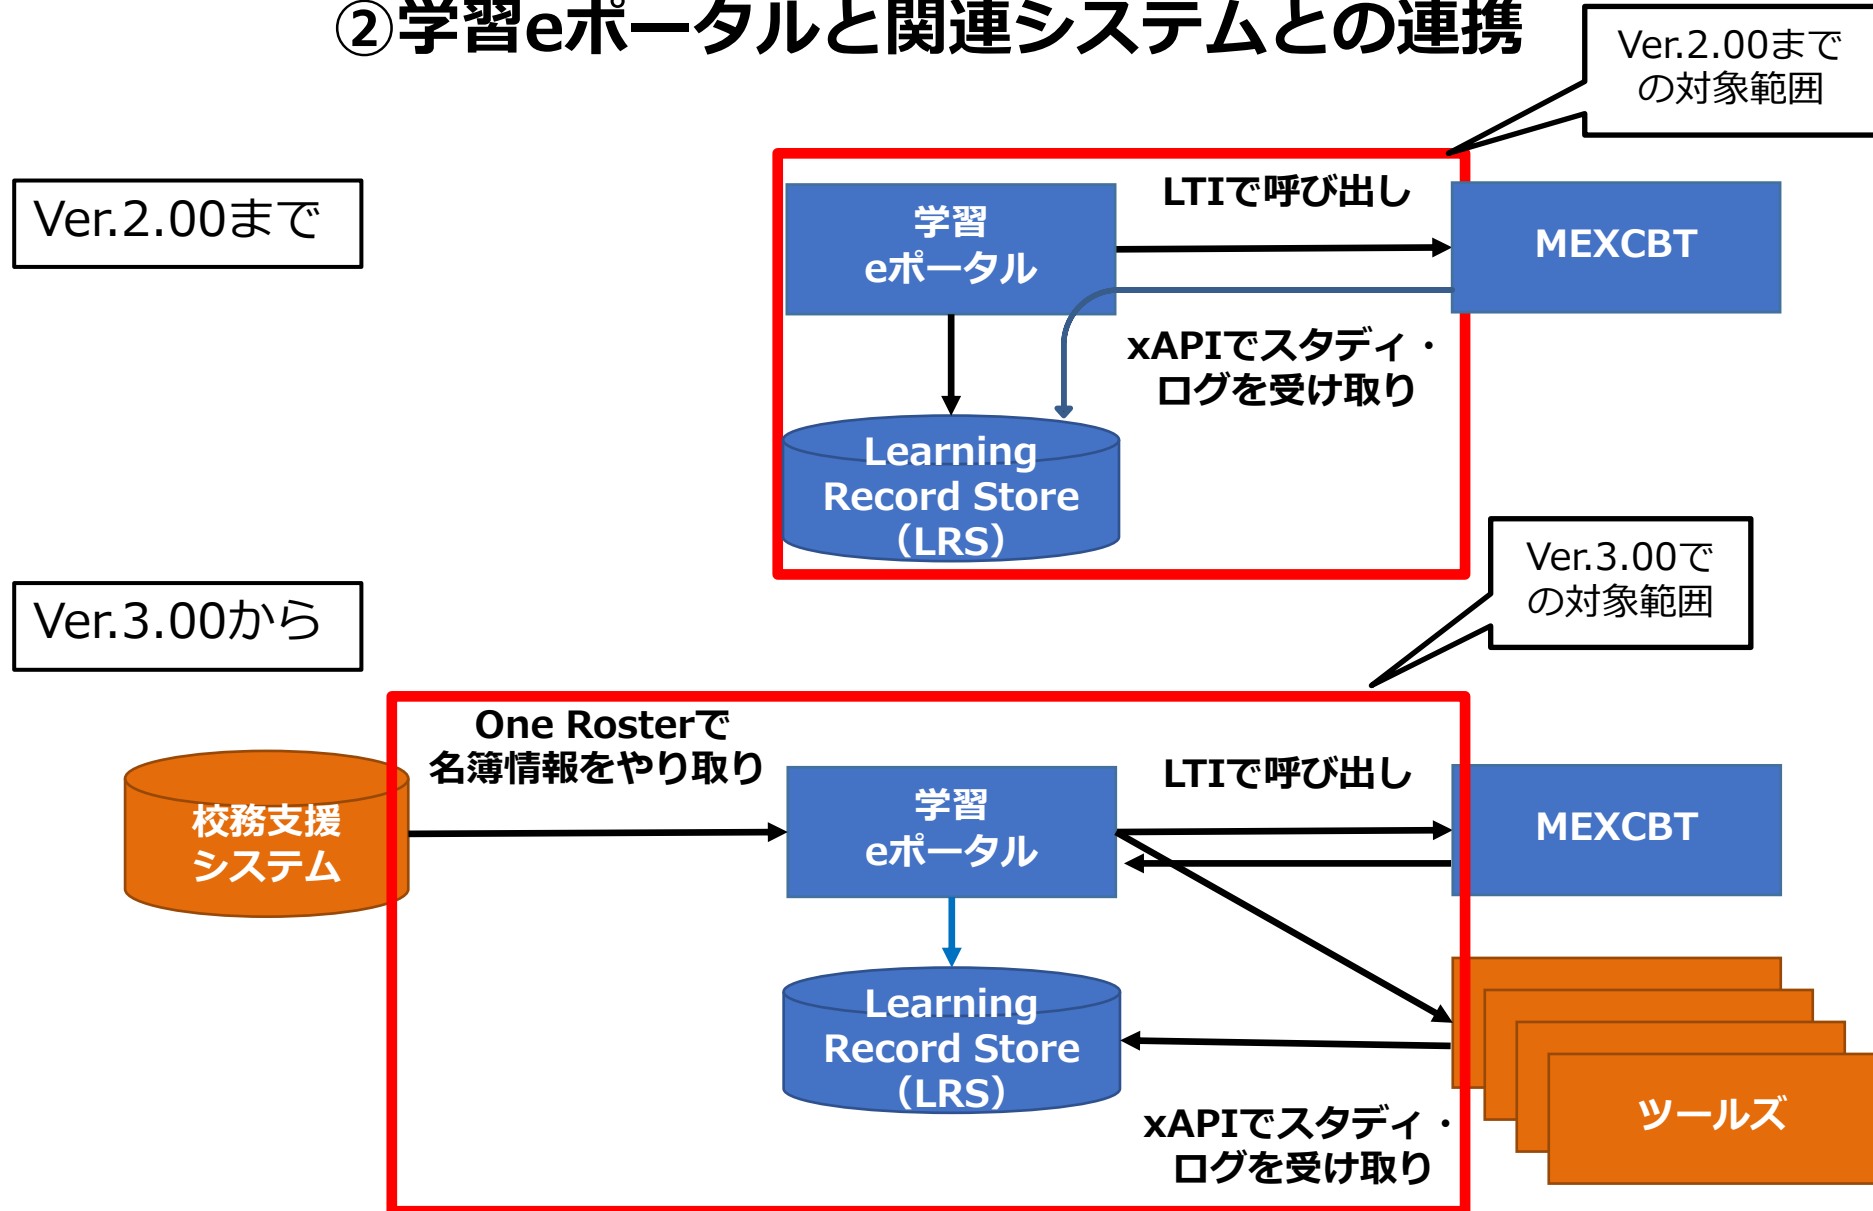 ②学習eポータルと関連システムとの連携
Ver.2.00まで
の対象範囲
Ver.2.00まで
学習
eポータル
LTIで呼び出し
MEXCBT
xAPIでスタディ・
ログを受け取り
Learning
Record Store
（LRS）
Ver.3.00で
の対象範囲
Ver.3.00から
One Rosterで
名簿情報をやり取り
校務支援
システム
学習
eポータル
LTIで呼び出し
MEXCBT
Learning
Record Store
（LRS）
xAPIでスタディ・
ログを受け取り
ツールズ